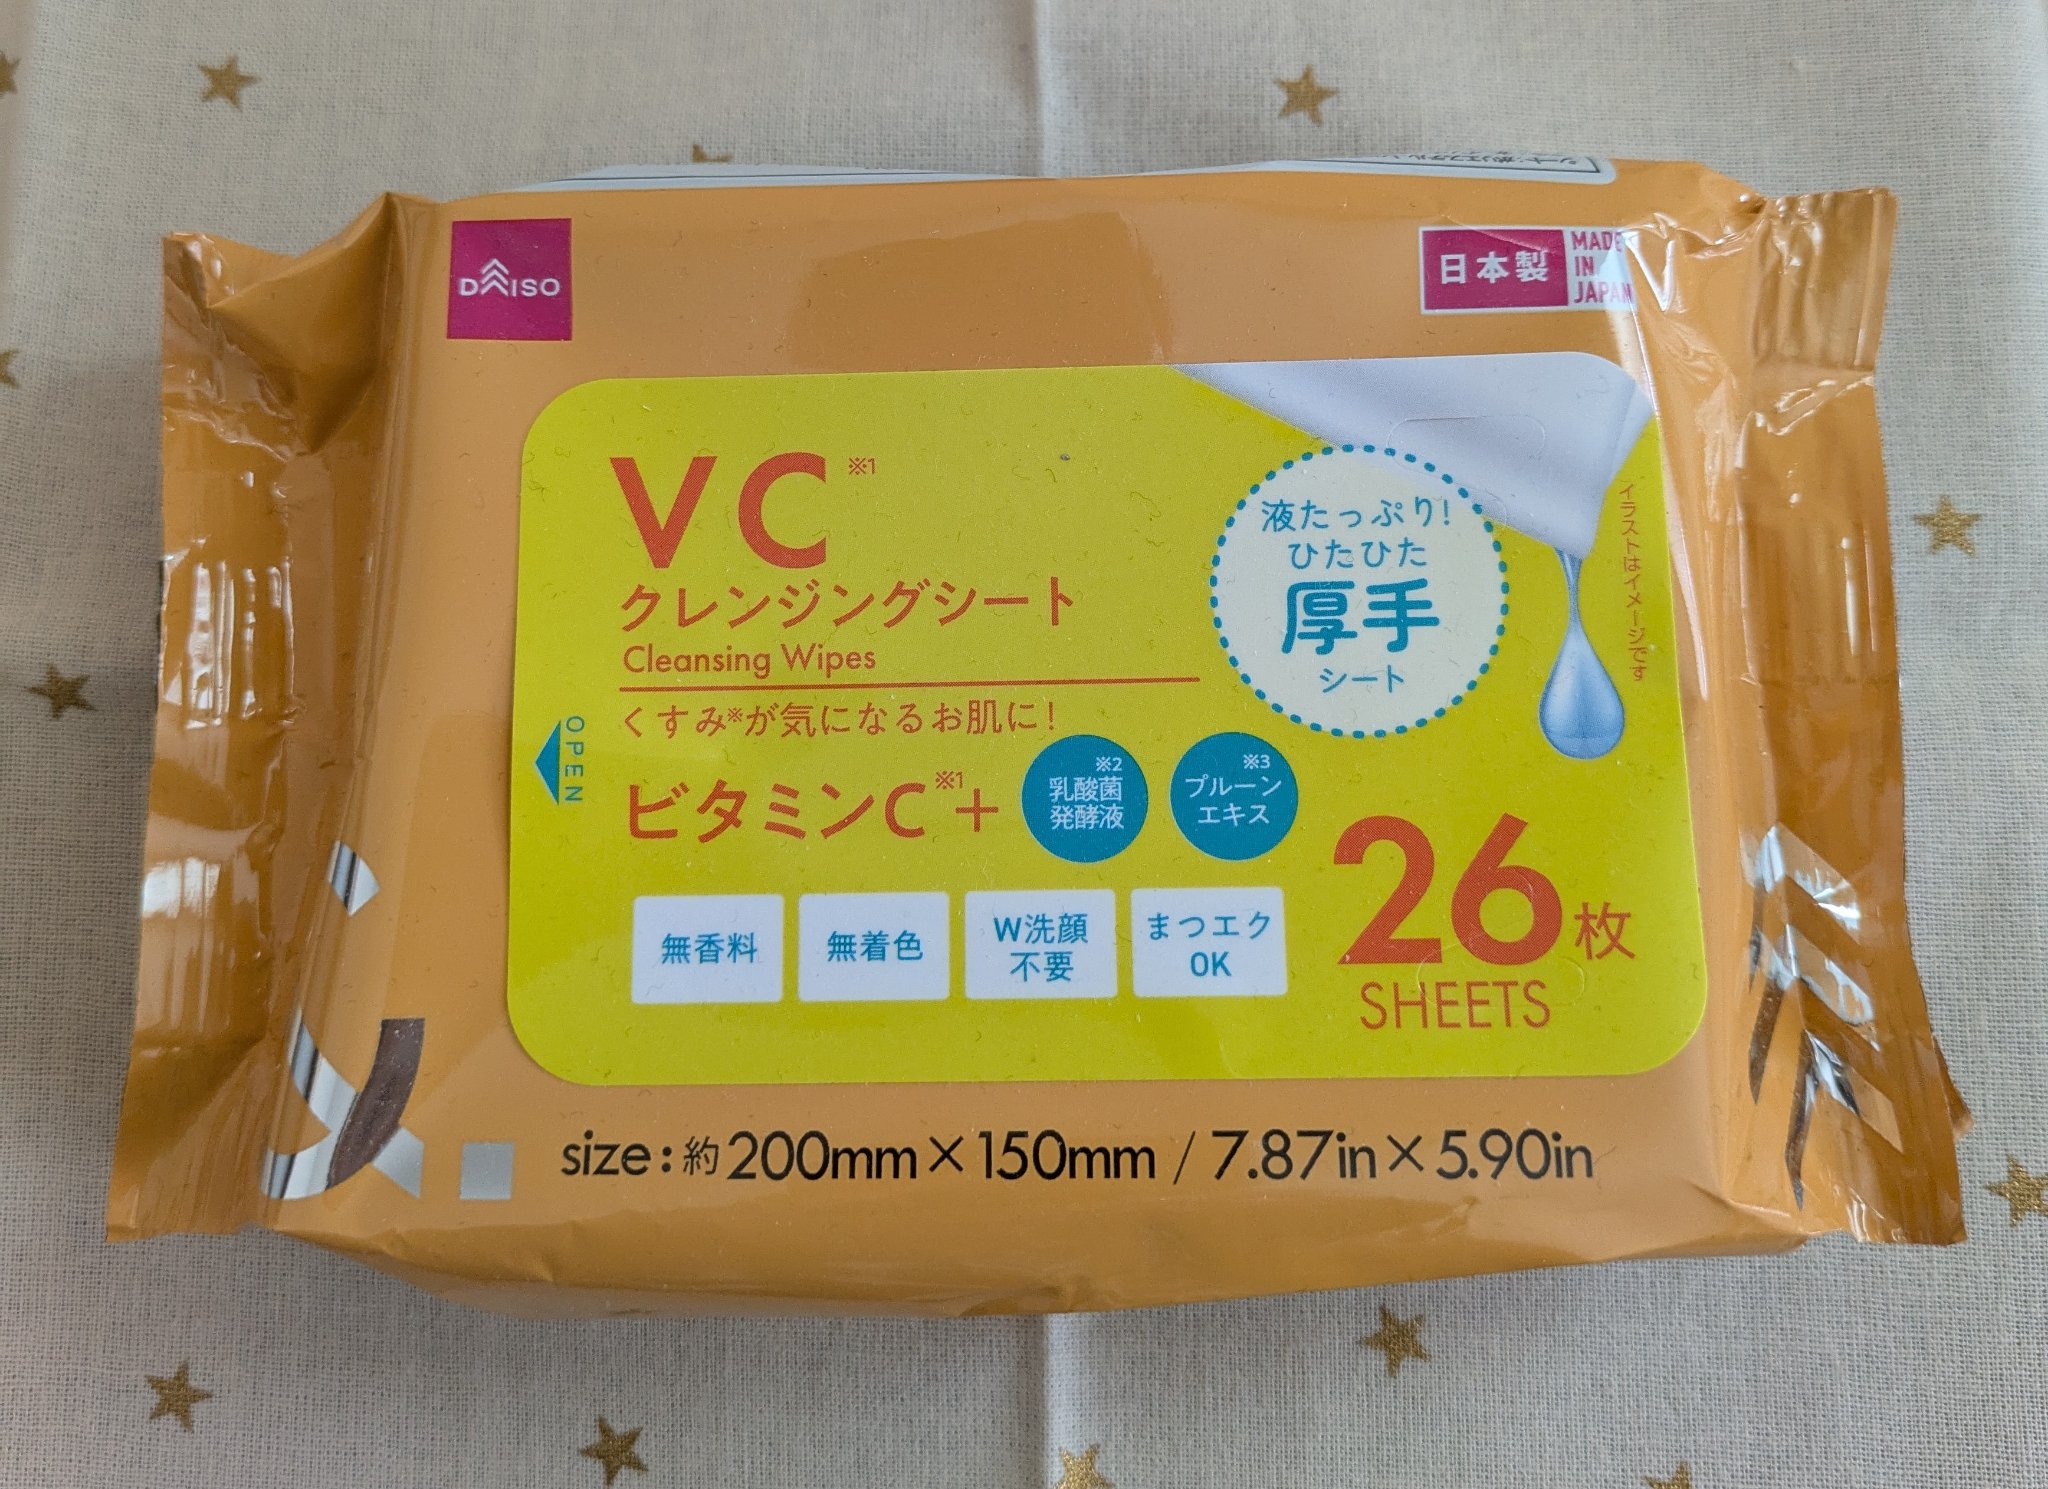 DAISO
日本製
MADE
IN
JAPAN
VC※1
クレンジングシート
Cleansing Wipes
くすみ※が気になるお肌に!
ビタミンC※1+
※2
乳酸菌
発酵液
※3
プルーン
エキス
液たっぷり!
ひたひた
厚手
シート
イラストはイメージです
OPEN
無香料
無着色
W洗顔
不要
まつエク
OK
26枚
SHEETS
size:約200mm×150mm / 7.87in×5.90in